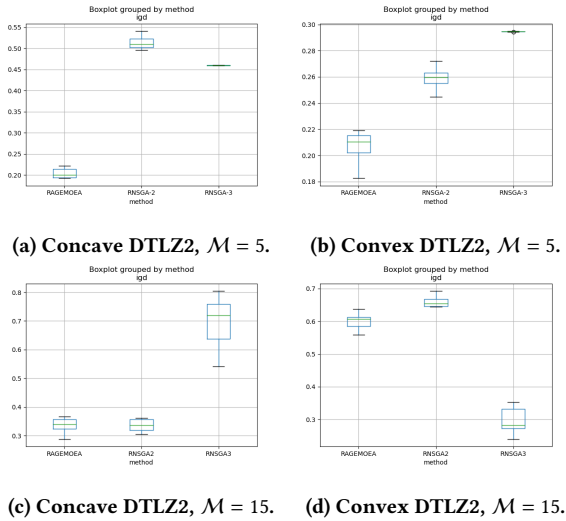 Boxplot grouped by method
igd
0.55
0.50
0.45
0.40
0.35
0.30
0.25
0.20
RAGEMOEA RNSGA-2 RNSGA-3
method
(a) Concave DTLZ2, M = 5.
Boxplot grouped by method
igd
0.30
0.28
0.26
0.24
0.22
0.20
0.18
RAGEMOEA RNSGA-2 RNSGA-3
method
(b) Convex DTLZ2, M = 5.
Boxplot grouped by method
igd
0.8
0.7
0.6
0.5
0.4
0.3
RAGEMOEA RNSGA2 RNSGA3
method
(c) Concave DTLZ2, M = 15.
Boxplot grouped by method
igd
0.7
0.6
0.5
0.4
0.3
RAGEMOEA RNSGA2 RNSGA3
method
(d) Convex DTLZ2, M = 15.